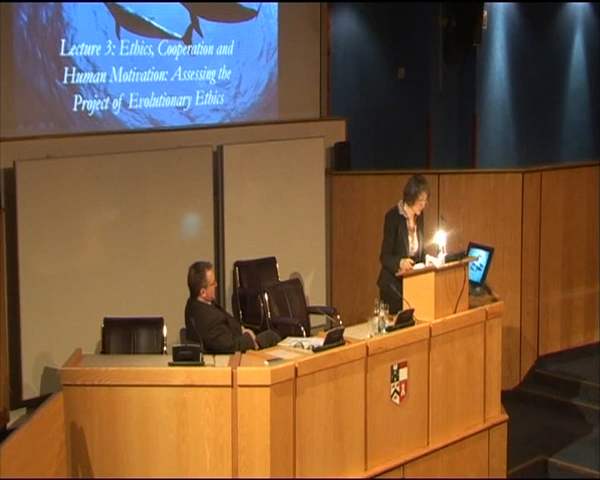 Lecture 3: Ethics, Cooperation and
Human Motivation: Assessing the
Project of Evolutionary Ethics